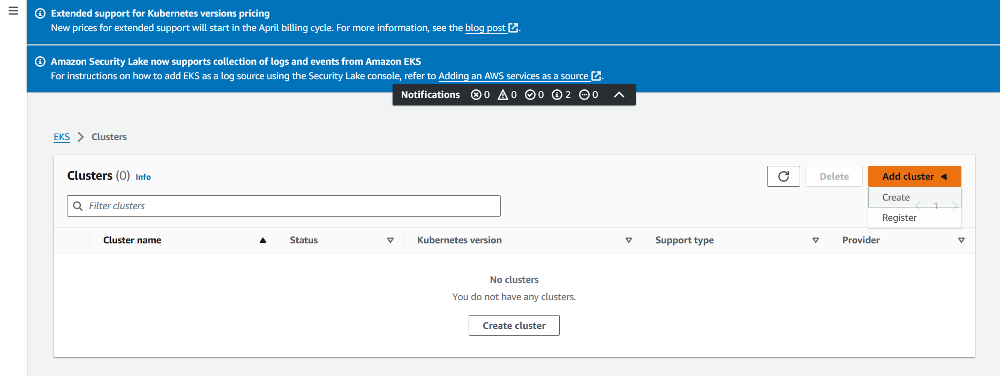 Extended support for Kubernetes versions pricing
New prices for extended support will start in the April billing cycle. For more information, see the blog post.
Amazon Security Lake now supports collection of logs and events from Amazon EKS
For instructions on how to add EKS as a log source using the Security Lake console, refer to Adding an AWS services as a source.
Notifications 0 0 0 2 0
EKS Clusters
Clusters (0) Info
Delete
Add cluster
Filter clusters
Create
1
Register
Cluster name Status Kubernetes version Support type Provider
No clusters
You do not have any clusters.
Create cluster